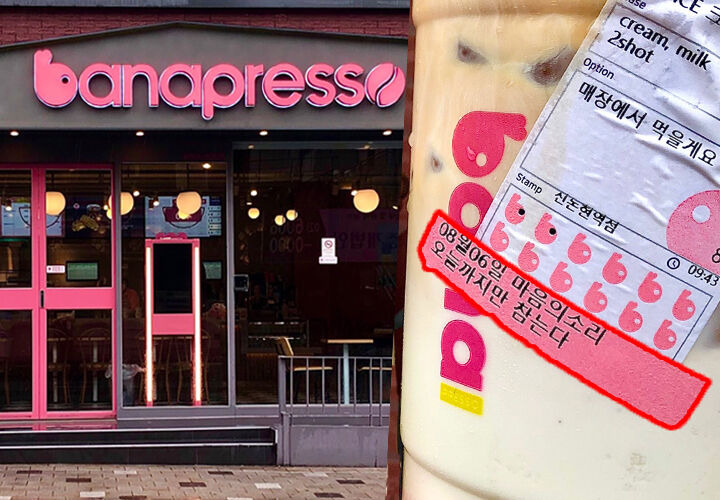 banapresso
cream, milk
2shot
Option
매장에서 먹을게요
Stamp
신논현역점
09:43
08월06일 마음의소리
오늘까지만 참는다
bana
PRESSO